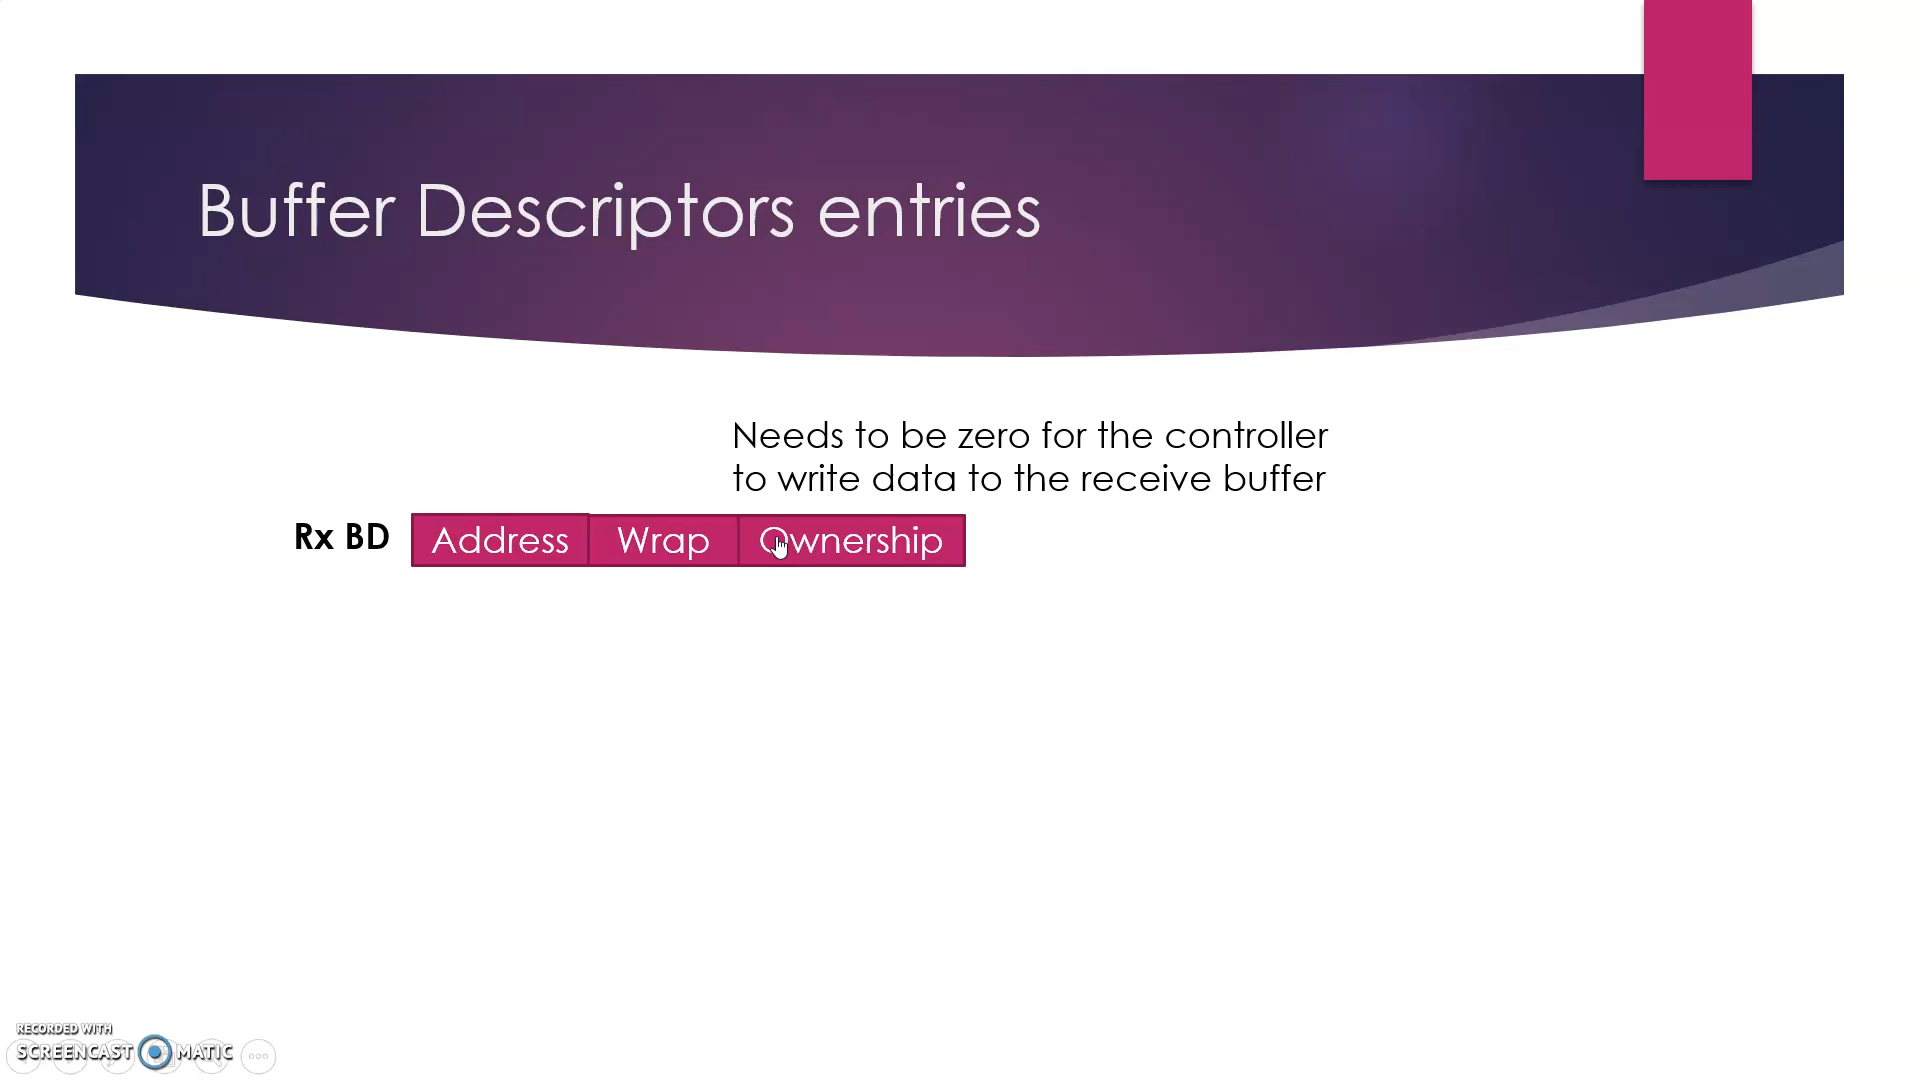 Buffer Descriptors entries
Needs to be zero for the controller
to write data to the receive buffer
Rx BD Address Wrap Ownership
RECORDED WITH
SCREENCAST MATIC